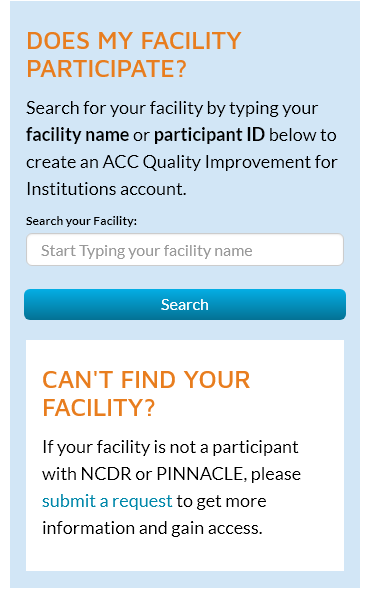 DOES MY FACILITY
PARTICIPATE?
Search for your facility by typing your
facility name or participant ID below to
create an ACC Quality Improvement for
Institutions account.
Search your Facility:
Start Typing your facility name
Search
CAN'T FIND YOUR
FACILITY?
If your facility is not a participant
with NCDR or PINNACLE, please
submit a request to get more
information and gain access.